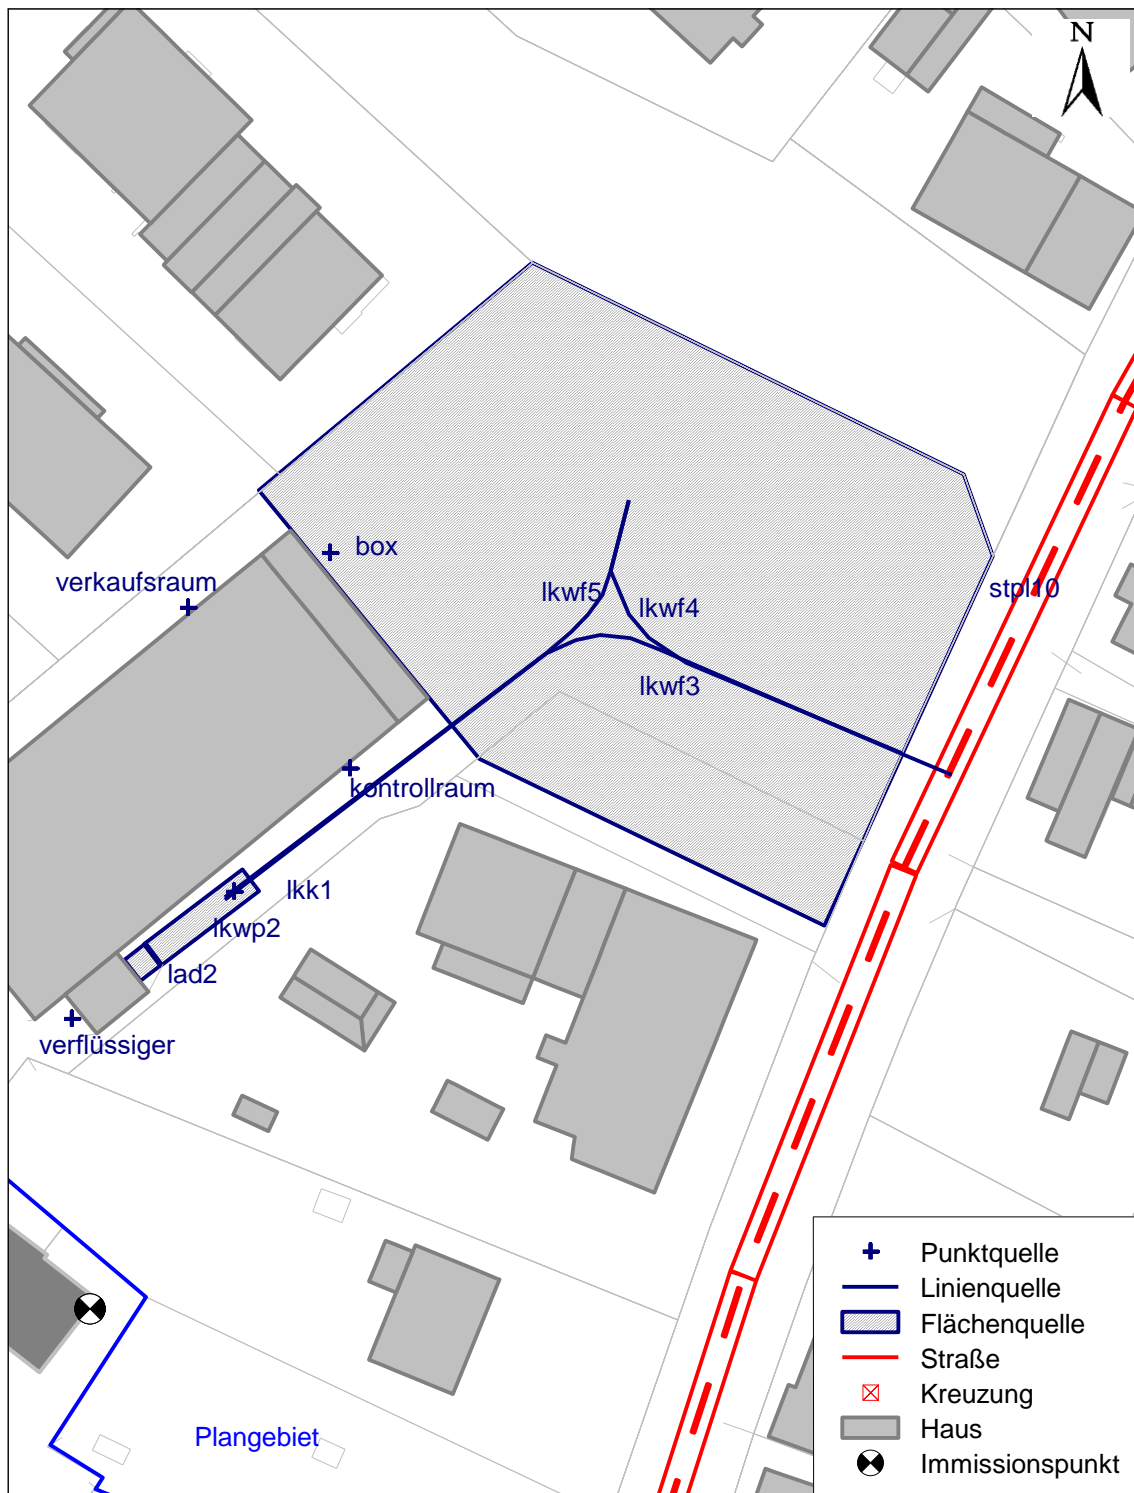 N
box
verkaufsraum
lkwf5
lkwf4
stpl10
lkwf3
kontrollraum
lkk1
lkwp2
lad2
verflüssiger
Plangebiet
Punktquelle
Linienquelle
Flächenquelle
Straße
Kreuzung
Haus
Immissionspunkt